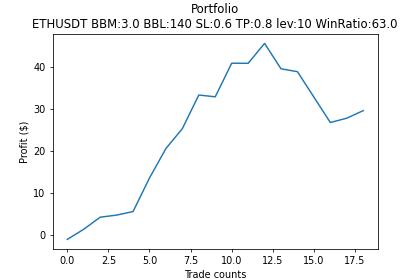 Portfolio
ETHUSDT BBM:3.0 BBL:140 SL:0.6 TP:0.8 lev:10 WinRatio:63.0
40
30
20
10
0
Profit ($)
0.0 2.5 5.0 7.5 10.0 12.5 15.0 17.5
Trade counts